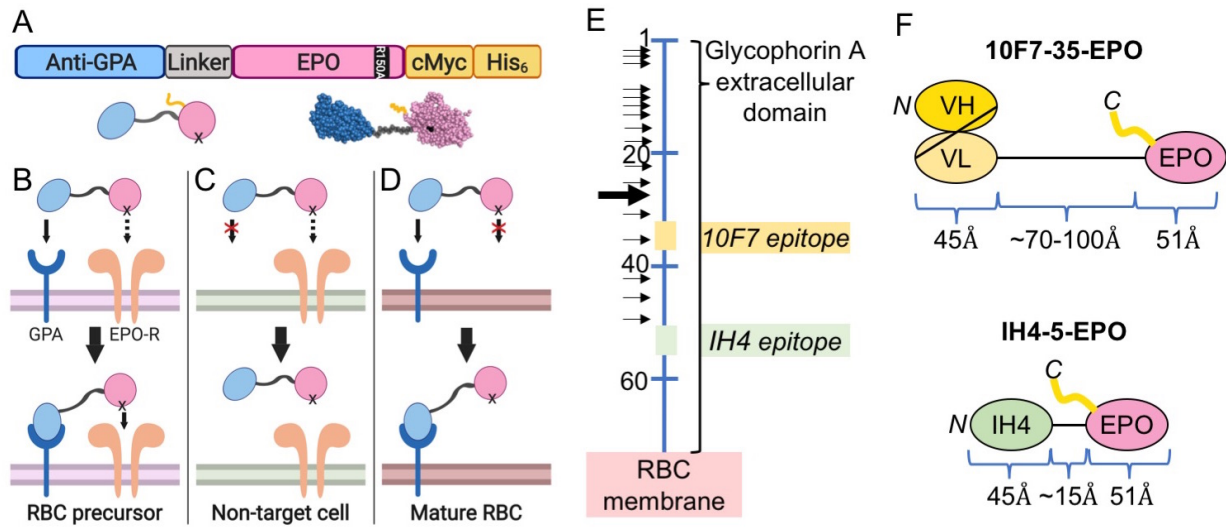 A
Anti-GPA Linker EPO R150A cMyc His6
X
B
C
D
X
X
X
GPA
EPO-R
X
X
X
RBC precursor
Non-target cell
Mature RBC
E
1
Glycophorin A
extracellular
domain
20
10F7 epitope
40
IH4 epitope
60
RBC
membrane
F
10F7-35-EPO
N
VH
C
VL
EPO
45Å
~70-100Å
51Å
IH4-5-EPO
C
N
IH4
EPO
45Å
~15Å
51Å